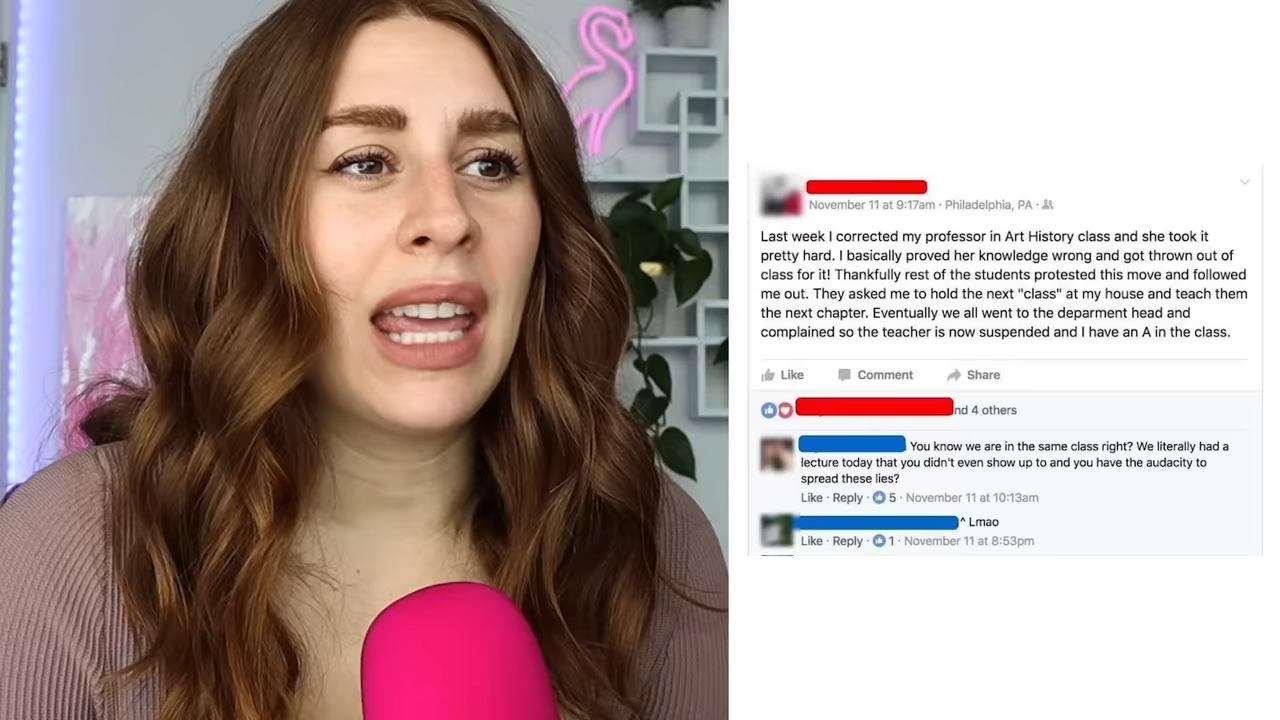 November 11 at 9:17am · Philadelphia, PA ·
Last week I corrected my professor in Art History class and she took it
pretty hard. I basically proved her knowledge wrong and got thrown out of
class for it! Thankfully rest of the students protested this move and followed
me out. They asked me to hold the next "class" at my house and teach them
the next chapter. Eventually we all went to the deparment head and
complained so the teacher is now suspended and I have an A in the class.
Like Comment Share
nd 4 others
You know we are in the same class right? We literally had a
lecture today that you didn't even show up to and you have the audacity to
spread these lies?
Like · Reply · 5 · November 11 at 10:13am
^ Lmao
Like · Reply · 1 · November 11 at 8:53pm